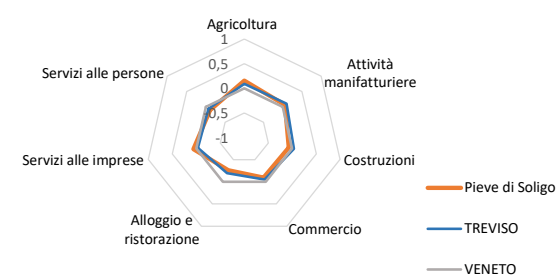 Agricoltura
1
0,5
0
0,5
-1
Attività
manifatturiere
Costruzioni
Commercio
Alloggio e
ristorazione
Servizi alle imprese
Servizi alle persone
Pieve di Soligo
TREVISO
VENETO